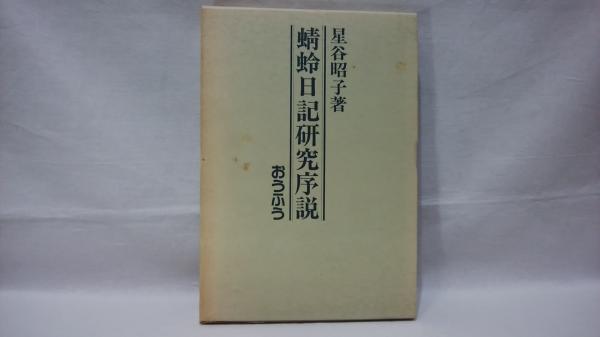 星谷昭子著
蜻蛉日記研究序説
おうふう